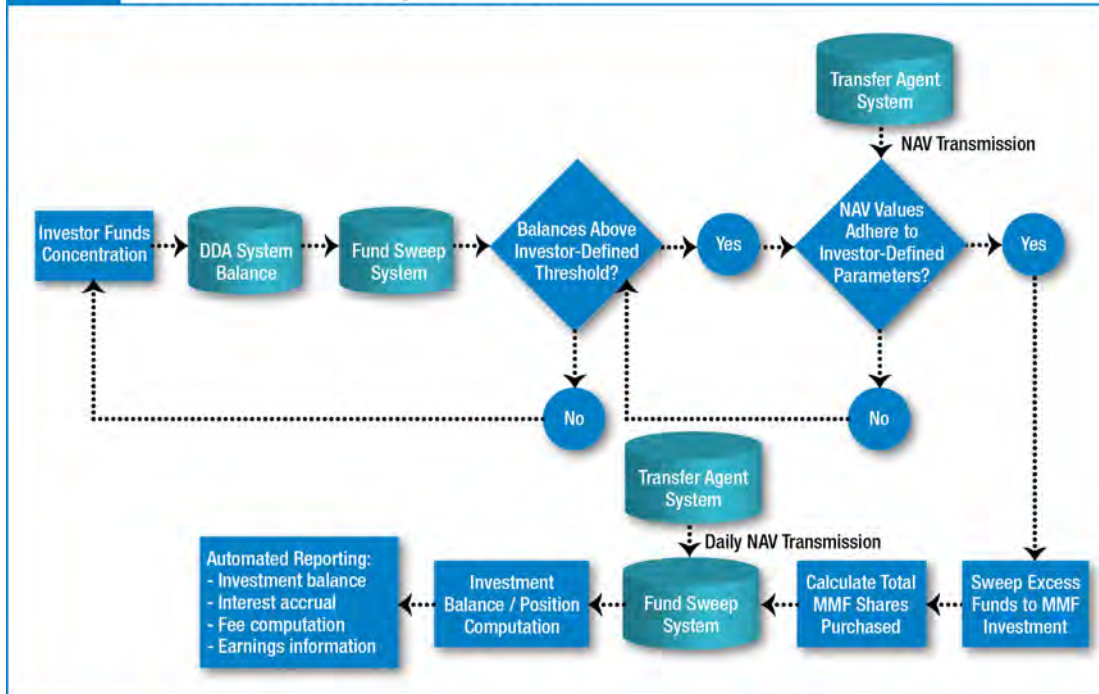 Transfer Agent
System
NAV Transmission
Investor Funds
Concentration
DDA System
Balance
Fund Sweep
System
Balances Above
Investor-Defined
Threshold?
Yes
NAV Values
Adhere to
Investor-Defined
Parameters?
Yes
No
No
Transfer Agent
System
Daily NAV Transmission
Automated Reporting:
- Investment balance
- Interest accrual
- Fee computation
- Earnings information
Investment
Balance / Position
Computation
Fund Sweep
System
Calculate Total
MMF Shares
Purchased
Sweep Excess
Funds to MMF
Investment